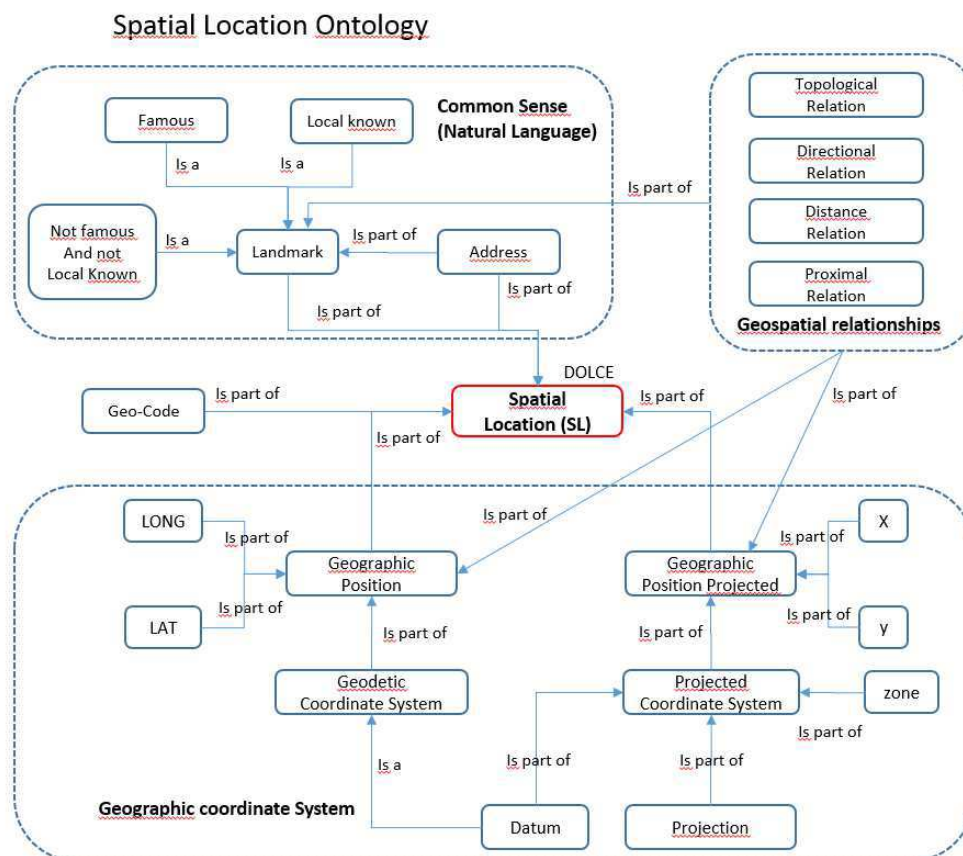 Spatial Location Ontology
Famous
Local known
Common Sense
(Natural Language)
Is a
Is a
Not famous
And not
Local Known
Is a
Landmark
Is part of
Address
Is part of
Is part of
Is part of
Topological
Relation
Directional
Relation
Distance
Relation
Proximal
Relation
Geospatial relationships
DOLCE
Geo-Code
Is part of
Spatial
Location (SL)
Is part of
Is part of
Is part of
Is part of
LONG
Is part of
LAT
Is part of
Geographic
Position
Geographic
Position Projected
Is part of
X
Is part of
y
Is part of
Is part of
Geodetic
Coordinate System
Projected
Coordinate System
zone
Is part of
Is a
Is part of
Is part of
Geographic coordinate System
Datum
Projection